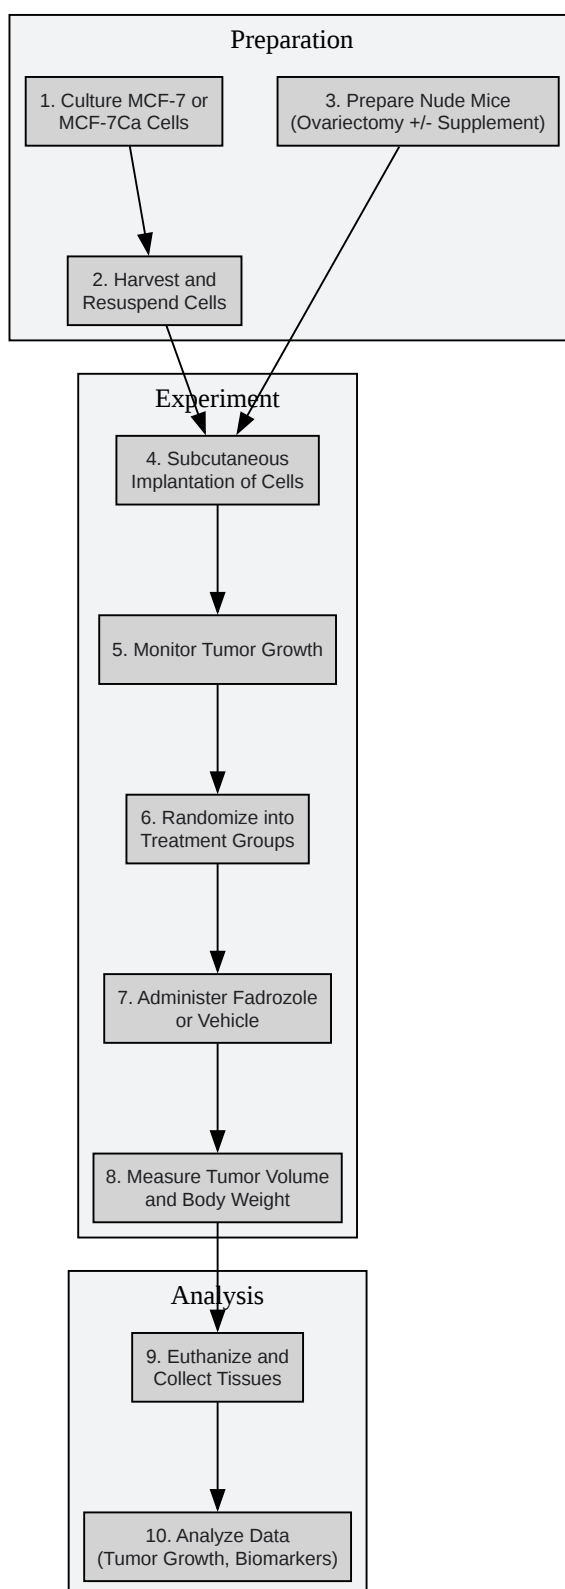 Preparation
1. Culture MCF-7 or
MCF-7Ca Cells
3. Prepare Nude Mice
(Ovariectomy +/- Supplement)
2. Harvest and
Resuspend Cells
Experiment
4. Subcutaneous
Implantation of Cells
5. Monitor Tumor Growth
6. Randomize into
Treatment Groups
7. Administer Fadrozole
or Vehicle
8. Measure Tumor Volume
and Body Weight
Analysis
9. Euthanize and
Collect Tissues
10. Analyze Data
(Tumor Growth, Biomarkers)